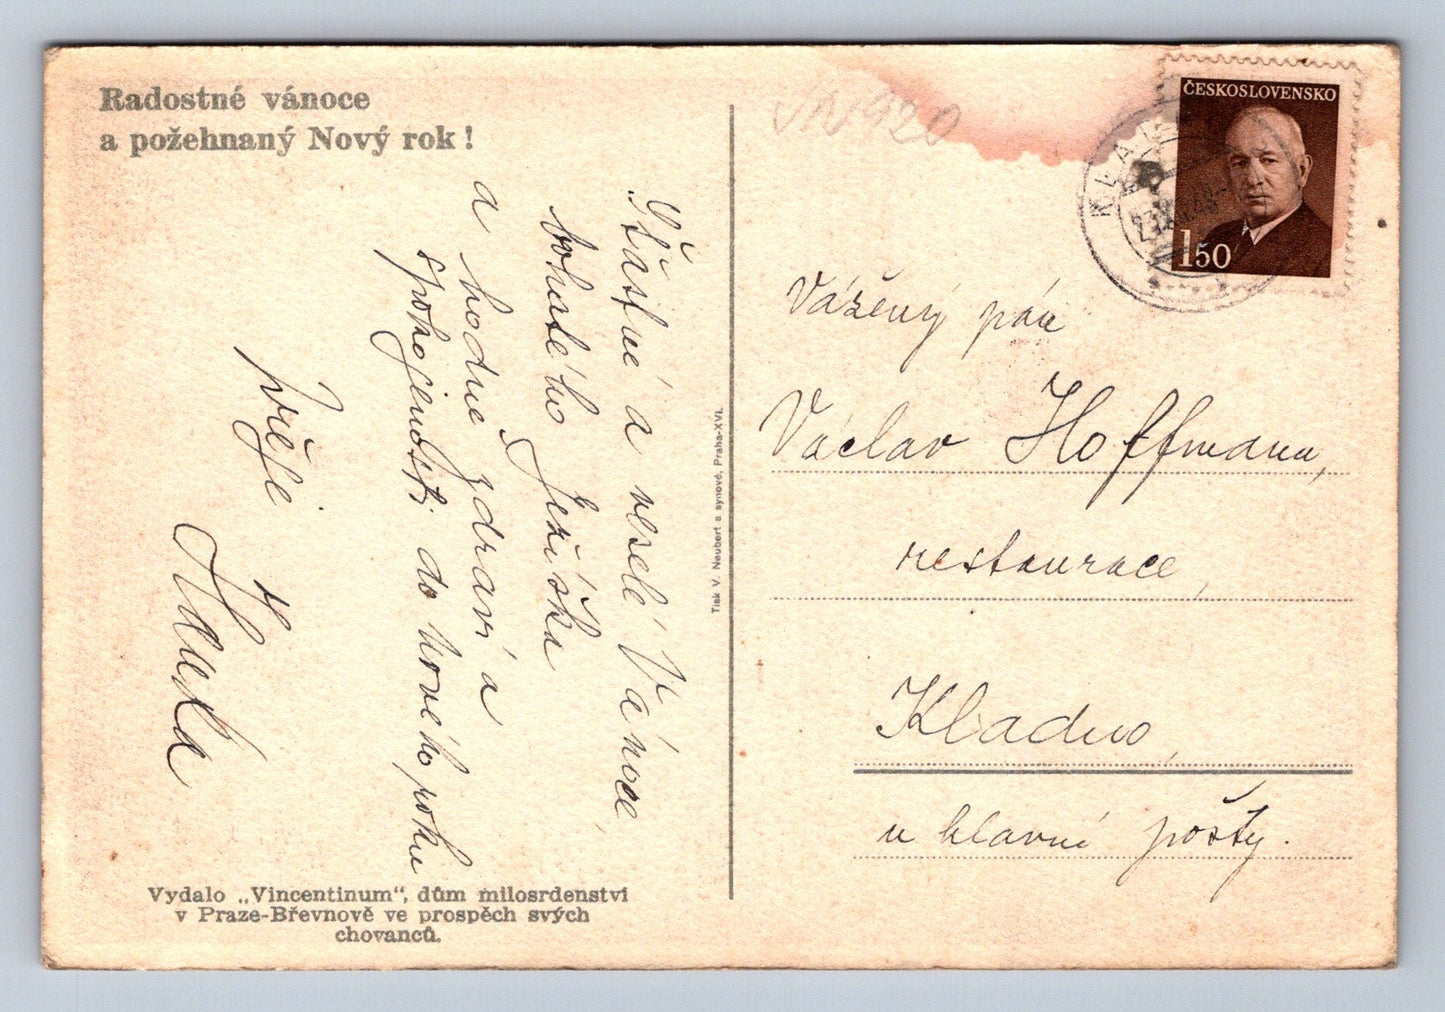 Radostné vánoce
a požehnaný Nový rok!
Šťastné a veselé Vánoce,
bohatého Ježíška
a hodně zdraví a
spokojenosti do nového roku
přeje
H
Vydalo „Vincentinum“, dům milosrdenství
v Praze-Břevnově ve prospěch svých
chovanců.
Tisk V. Neubert a synové, Praha-XVI.
ČESKOSLOVENSKO
1 50
KLA
Vážený pán
Václav Hoffmann,
restaurace,
Kladno,
u hlavní pošty.